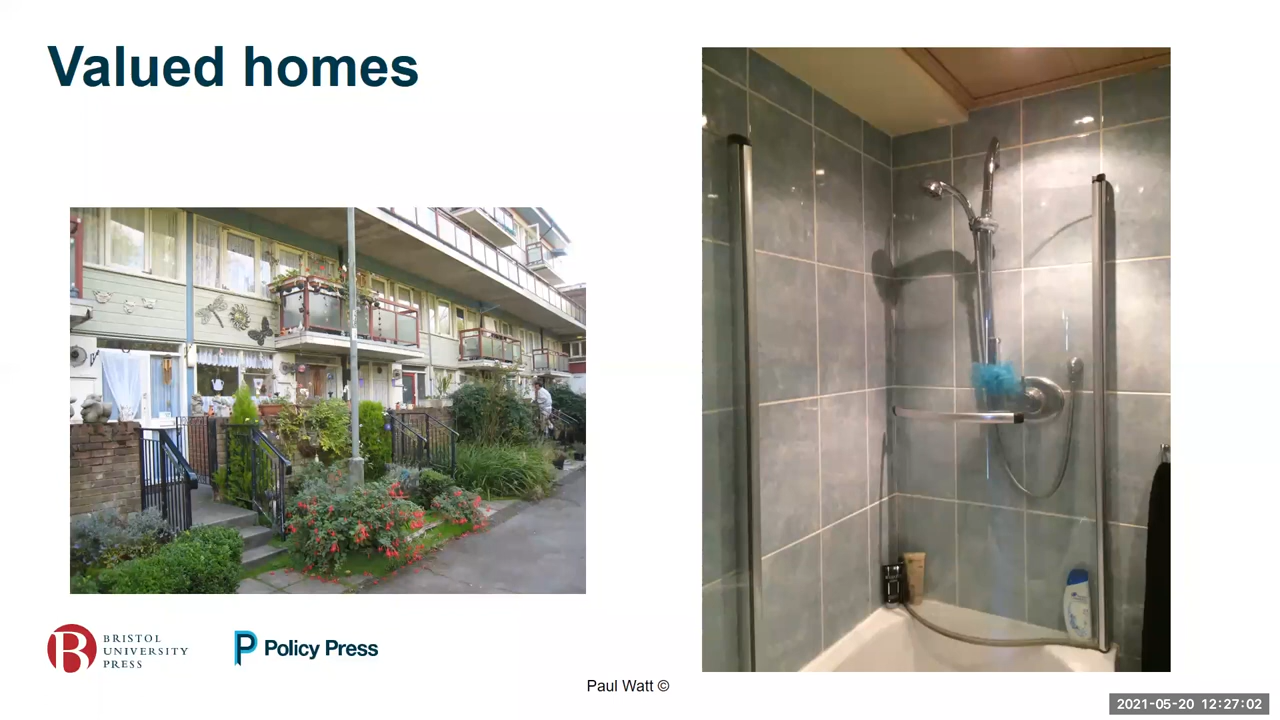 Valued homes
BRISTOL
UNIVERSITY
PRESS
Policy Press
Paul Watt ©
2021-05-20 12:27:02